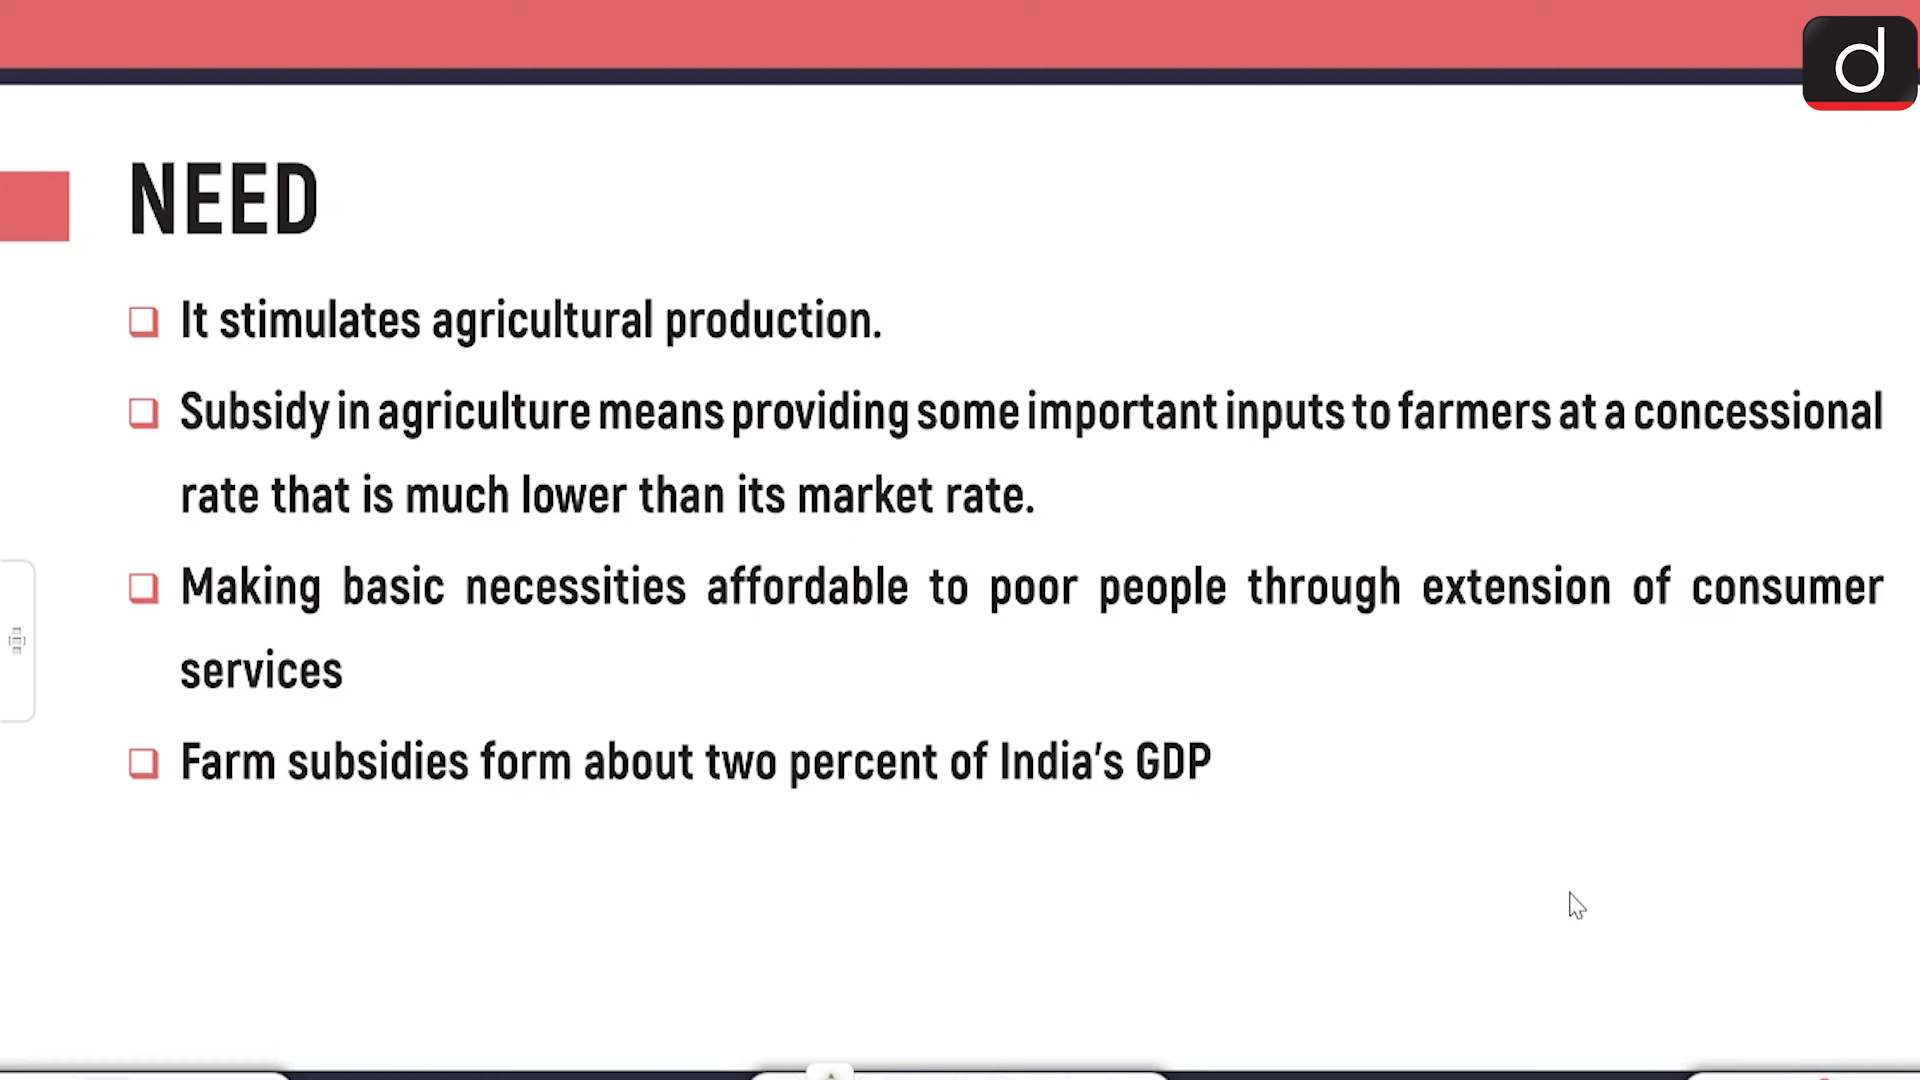 d
NEED
It stimulates agricultural production.
Subsidy in agriculture means providing some important inputs to farmers at a concessional
rate that is much lower than its market rate.
Making basic necessities affordable to poor people through extension of consumer
services
Farm subsidies form about two percent of India's GDP